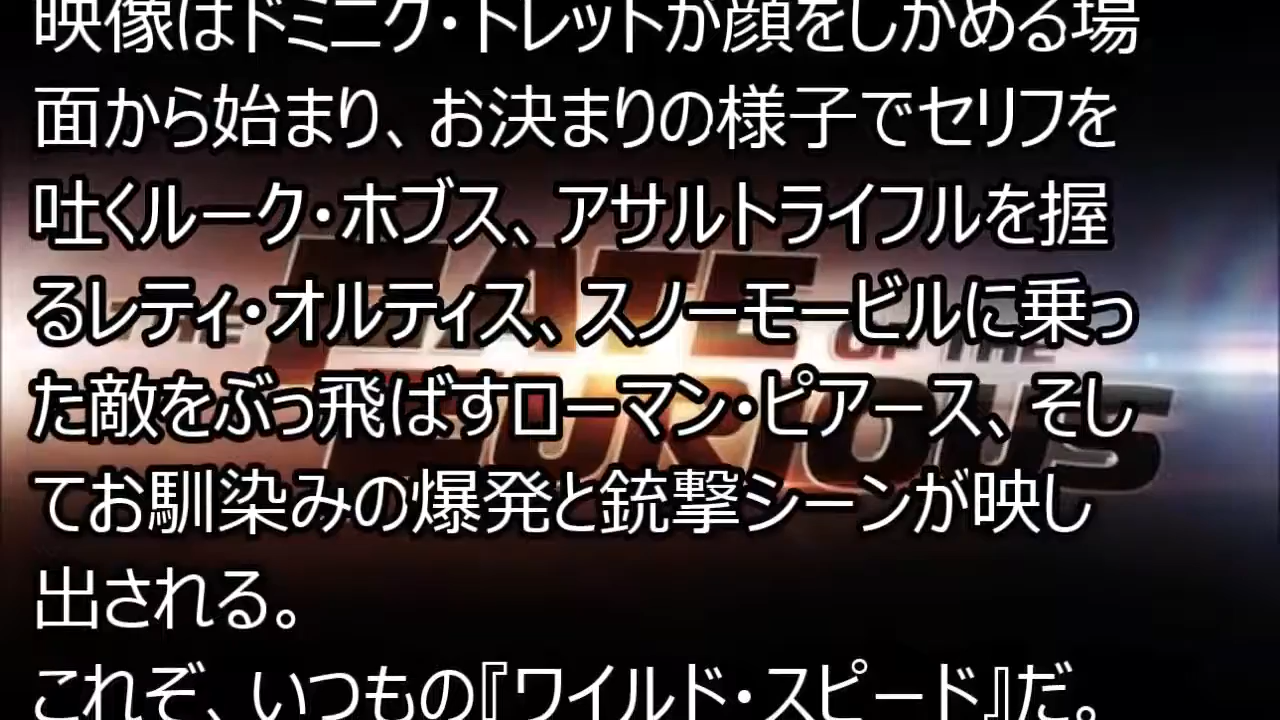 映像はドミニク・トレットが顔をしかめる場
面から始まり、お決まりの様子でセリフを
吐くルーク・ホブス、アサルトライフルを握
るレティ・オルティス、スノーモービルに乗っ
た敵をぶっ飛ばすローマン・ピアース、そし
てお馴染みの爆発と銃撃シーンが映し
出される。
これぞ、いつもの『ワイルド・スピード』だ。
THE FATE OF THE
FURIOUS